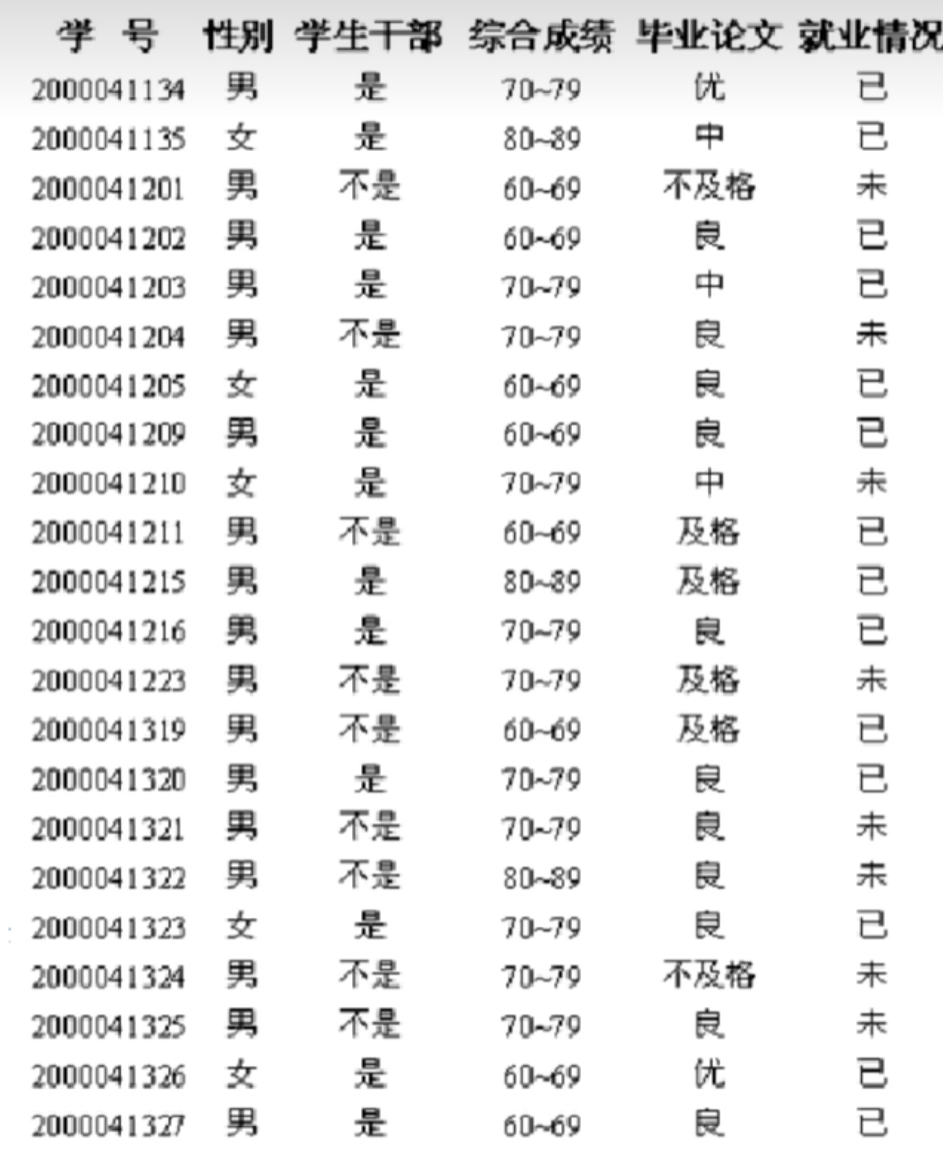 学 号 性别 学生干部 综合成绩 毕业论文 就业情况
2000041134 男 是 70~79 优 已
2000041135 女 是 80~89 中 已
2000041201 男 不是 60~69 不及格 未
2000041202 男 是 60~69 良 已
2000041203 男 是 70~79 中 已
2000041204 男 不是 70~79 良 未
2000041205 女 是 60~69 良 已
2000041209 男 是 60~69 良 已
2000041210 女 是 70~79 中 未
2000041211 男 不是 60~69 及格 已
2000041215 男 是 80~89 及格 已
2000041216 男 是 70~79 良 已
2000041223 男 不是 70~79 及格 未
2000041319 男 不是 60~69 及格 已
2000041320 男 是 70~79 良 已
2000041321 男 不是 70~79 良 未
2000041322 男 不是 80~89 良 未
2000041323 女 是 70~79 良 已
2000041324 男 不是 70~79 不及格 未
2000041325 男 不是 70~79 良 未
2000041326 女 是 60~69 优 已
2000041327 男 是 60~69 良 已